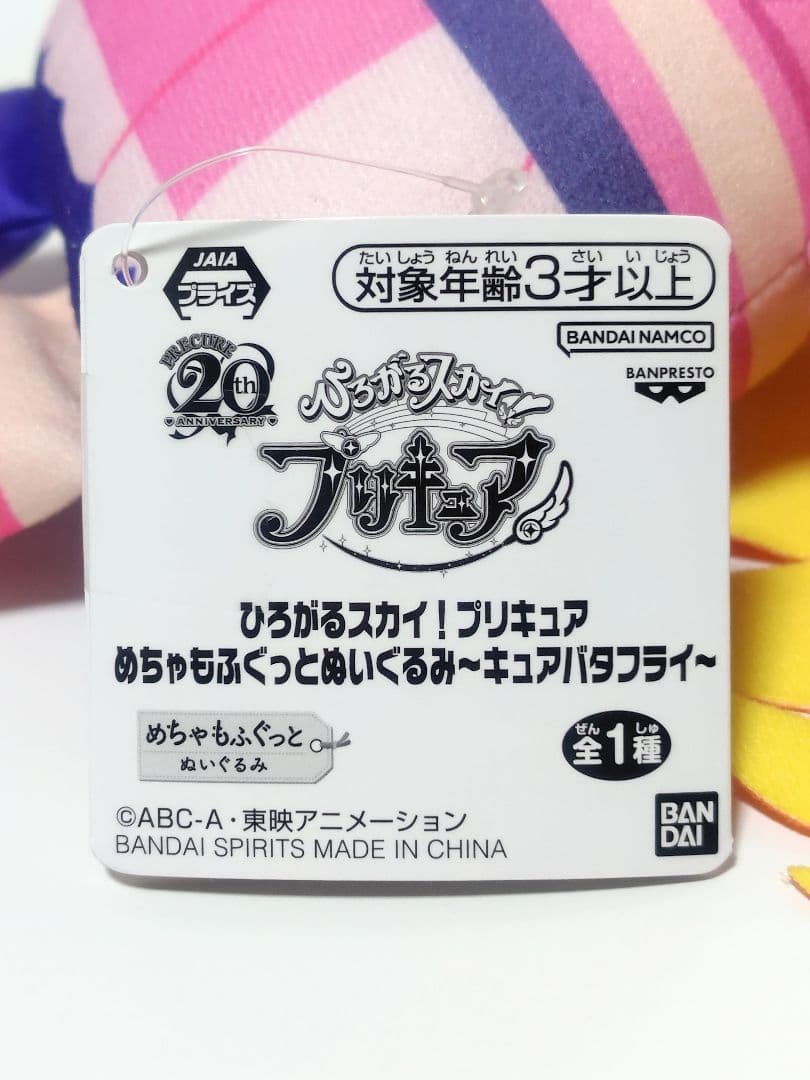 JAIA
プライズ
たいしょうねんれい さいいじょう
対象年齢3才以上
BANDAI NAMCO
BANPRESTO
PRECURE
20th
ANNIVERSARY
ひろがるスカイ!
プリキュア
ひろがるスカイ!プリキュア
めちゃもふぐっとぬいぐるみ~キュアバタフライ~
めちゃもふぐっと
ぬいぐるみ
ぜん しゅ
全1種
©ABC-A・東映アニメーション
BANDAI SPIRITS MADE IN CHINA
BAN
DAI